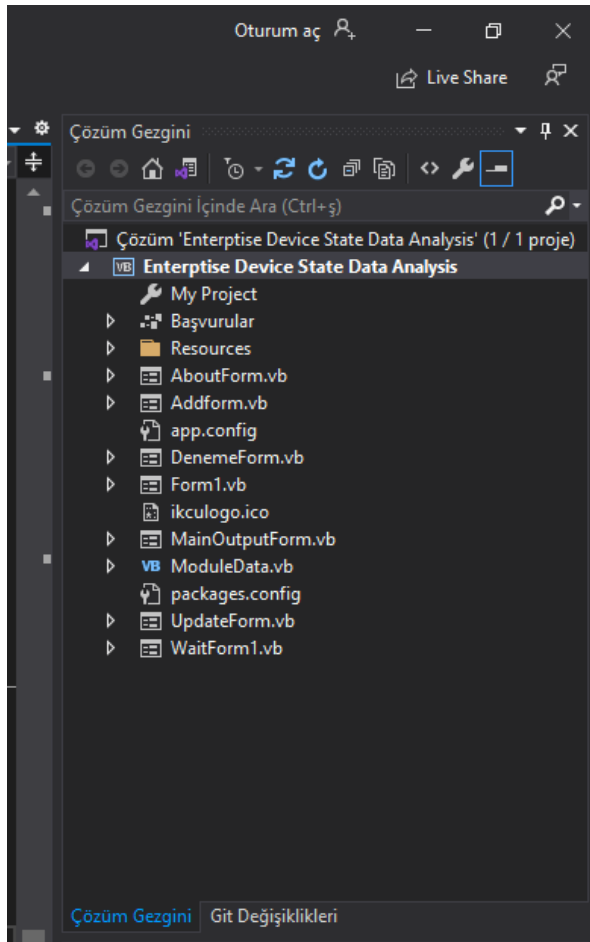 Oturum aç
Live Share
Çözüm Gezgini
Çözüm Gezgini İçinde Ara (Ctrl+ş)
Çözüm 'Enterptise Device State Data Analysis' (1 / 1 proje)
VB Enterptise Device State Data Analysis
My Project
Başvurular
Resources
AboutForm.vb
Addform.vb
app.config
DenemeForm.vb
Form1.vb
ikculogo.ico
MainOutputForm.vb
VB ModuleData.vb
packages.config
UpdateForm.vb
WaitForm1.vb
Çözüm Gezgini Git Değişiklikleri